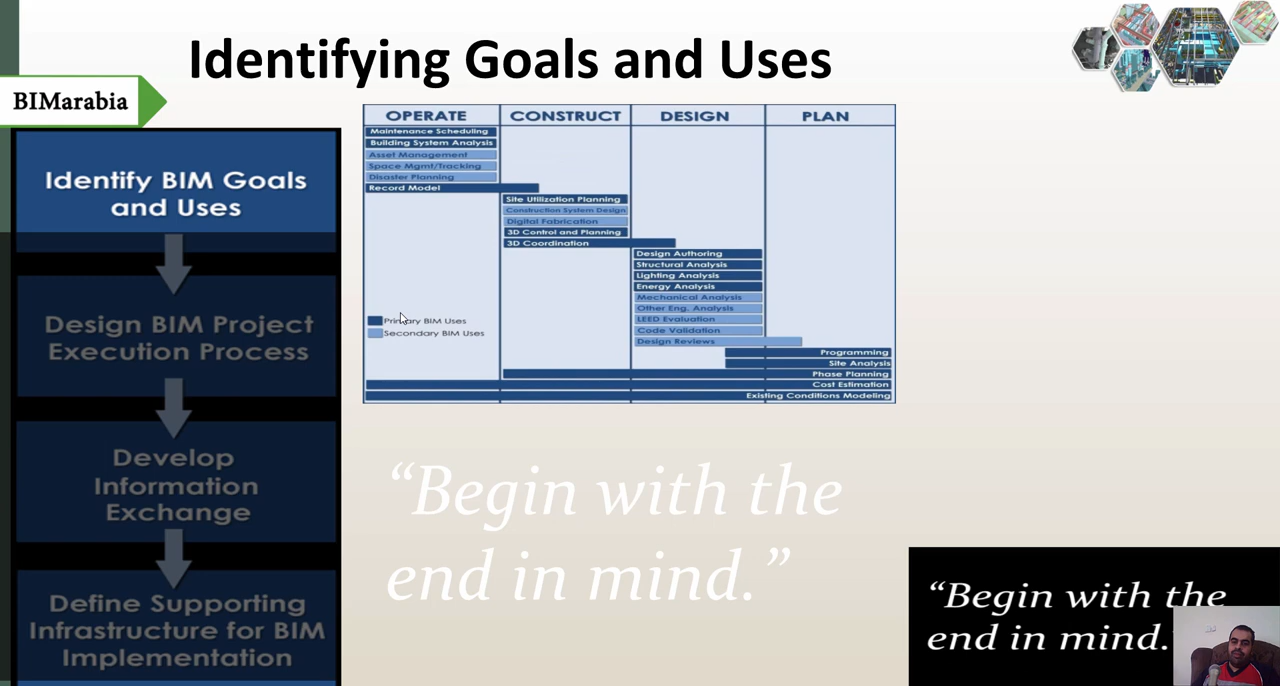 Identifying Goals and Uses
BIMarabia
Identify BIM Goals
and Uses
Design BIM Project
Execution Process
Develop
Information
Exchange
Define Supporting
Infrastructure for BIM
Implementation
OPERATE CONSTRUCT DESIGN PLAN
Maintenance Scheduling
Building System Analysis
Asset Management
Space Mgmt/Tracking
Disaster Planning
Record Model
Site Utilization Planning
Construction System Design
Digital Fabrication
3D Control and Planning
3D Coordination
Design Authoring
Structural Analysis
Lighting Analysis
Energy Analysis
Mechanical Analysis
Other Eng. Analysis
LEED Evaluation
Code Validation
Design Reviews
Programming
Site Analysis
Phase Planning
Cost Estimation
Existing Conditions Modeling
Primary BIM Uses
Secondary BIM Uses
“Begin with the
end in mind.”
“Begin with the
end in mind.